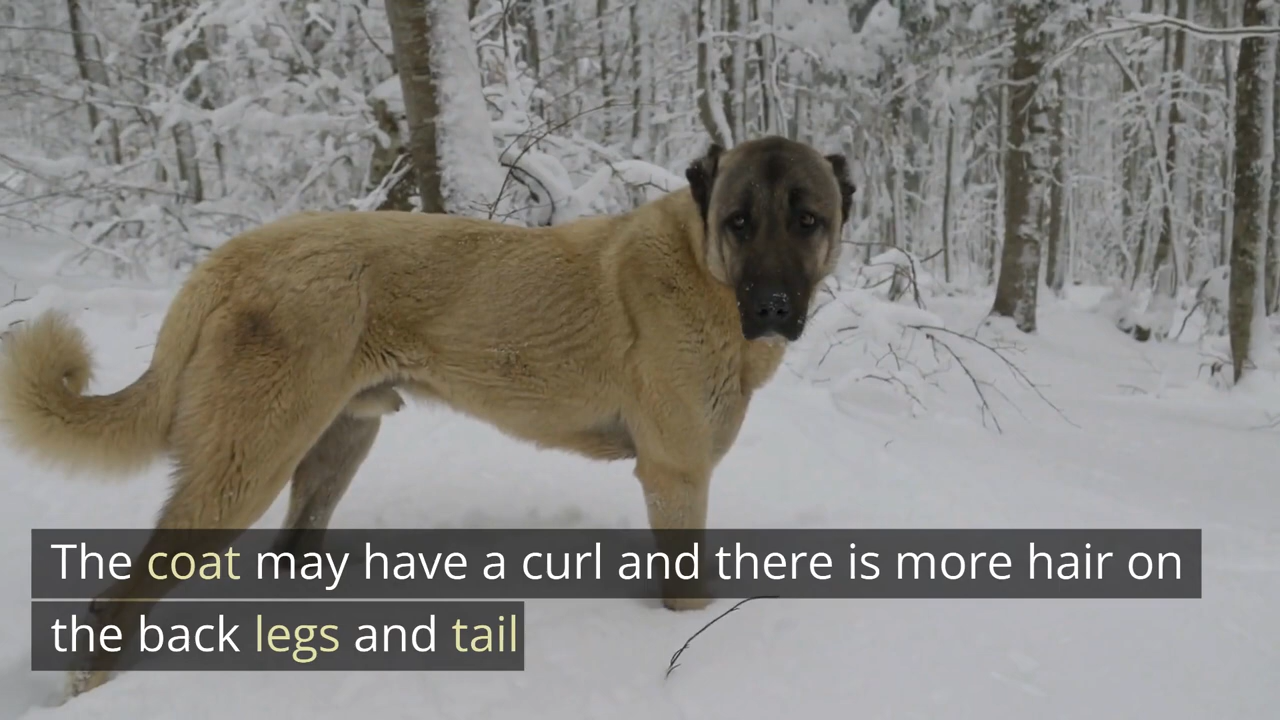 The coat may have a curl and there is more hair on
the back legs and tail